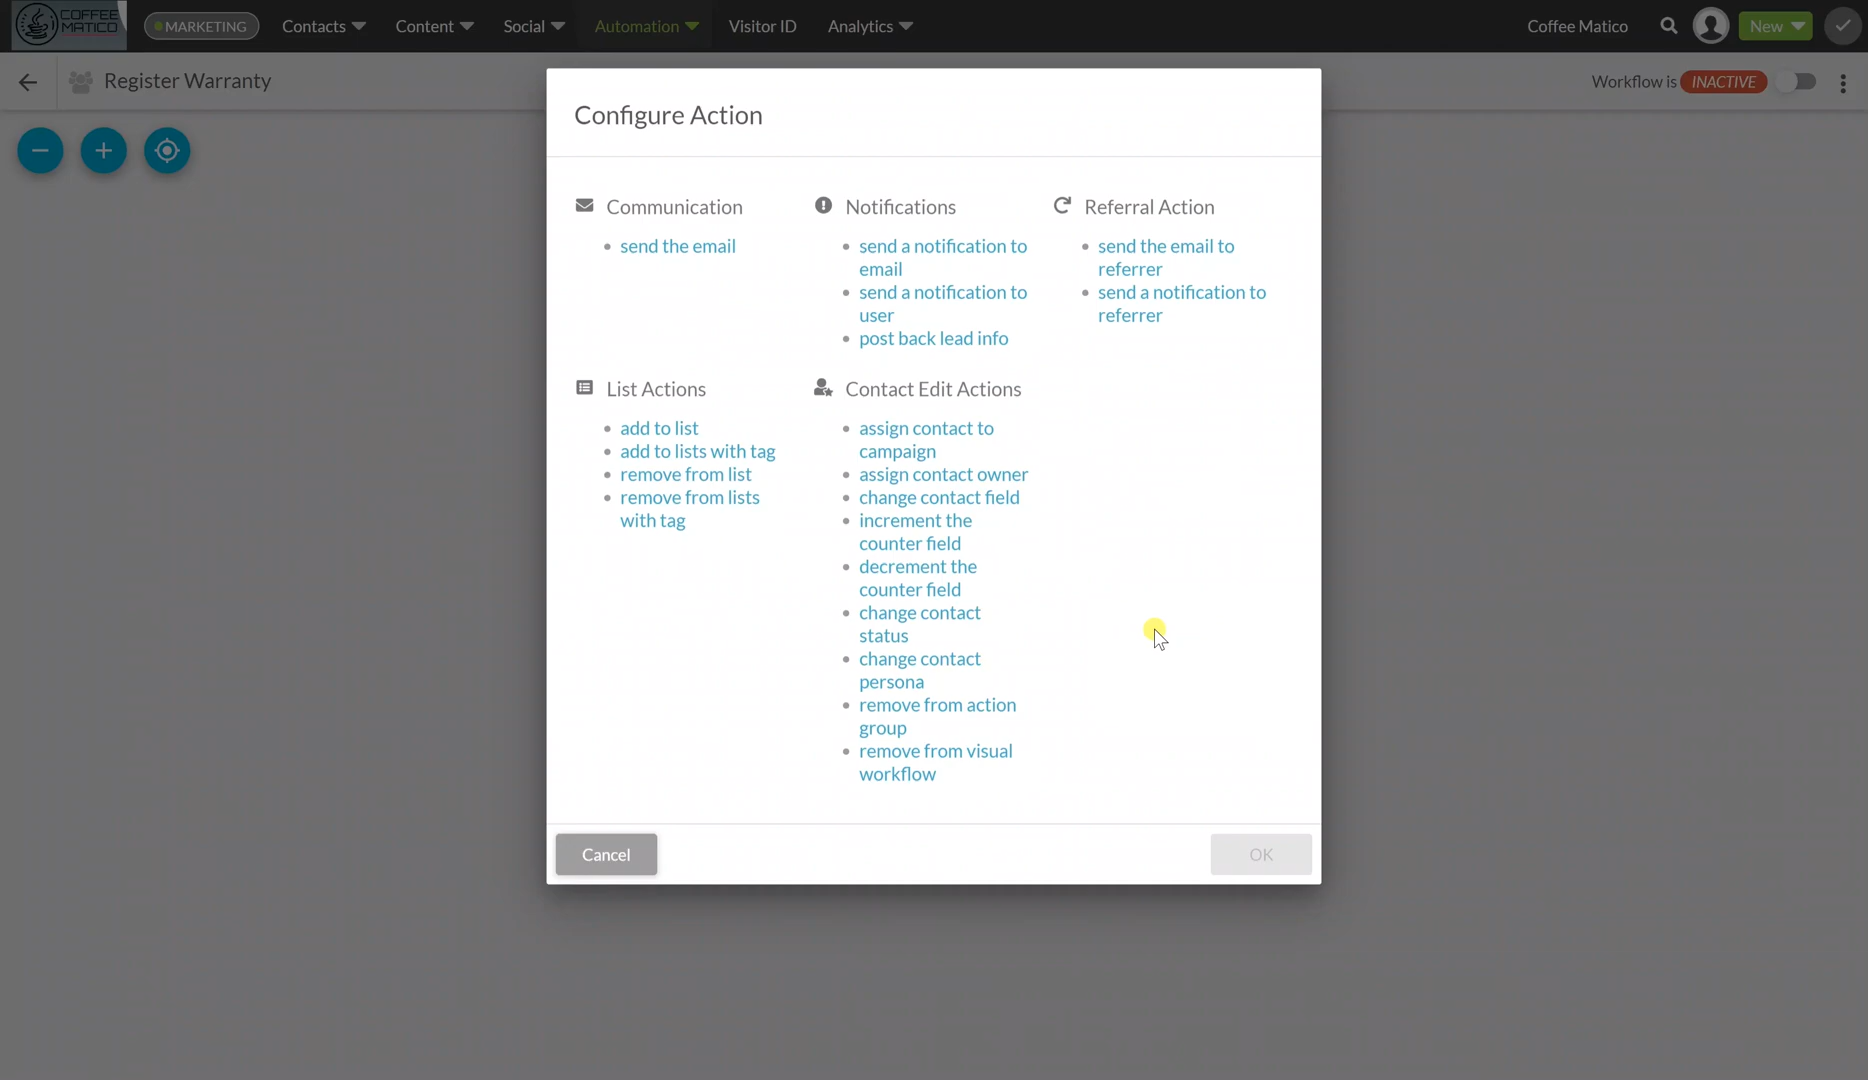 COFFEE
MATICO
MARKETING
Contacts
Content
Social
Automation
Visitor ID
Analytics
Coffee Matico
New
Register Warranty
Workflow is INACTIVE
Configure Action
Communication
send the email
Notifications
send a notification to
email
send a notification to
user
post back lead info
Referral Action
send the email to
referrer
send a notification to
referrer
List Actions
add to list
add to lists with tag
remove from list
remove from lists
with tag
Contact Edit Actions
assign contact to
campaign
assign contact owner
change contact field
increment the
counter field
decrement the
counter field
change contact
status
change contact
persona
remove from action
group
remove from visual
workflow
Cancel
OK